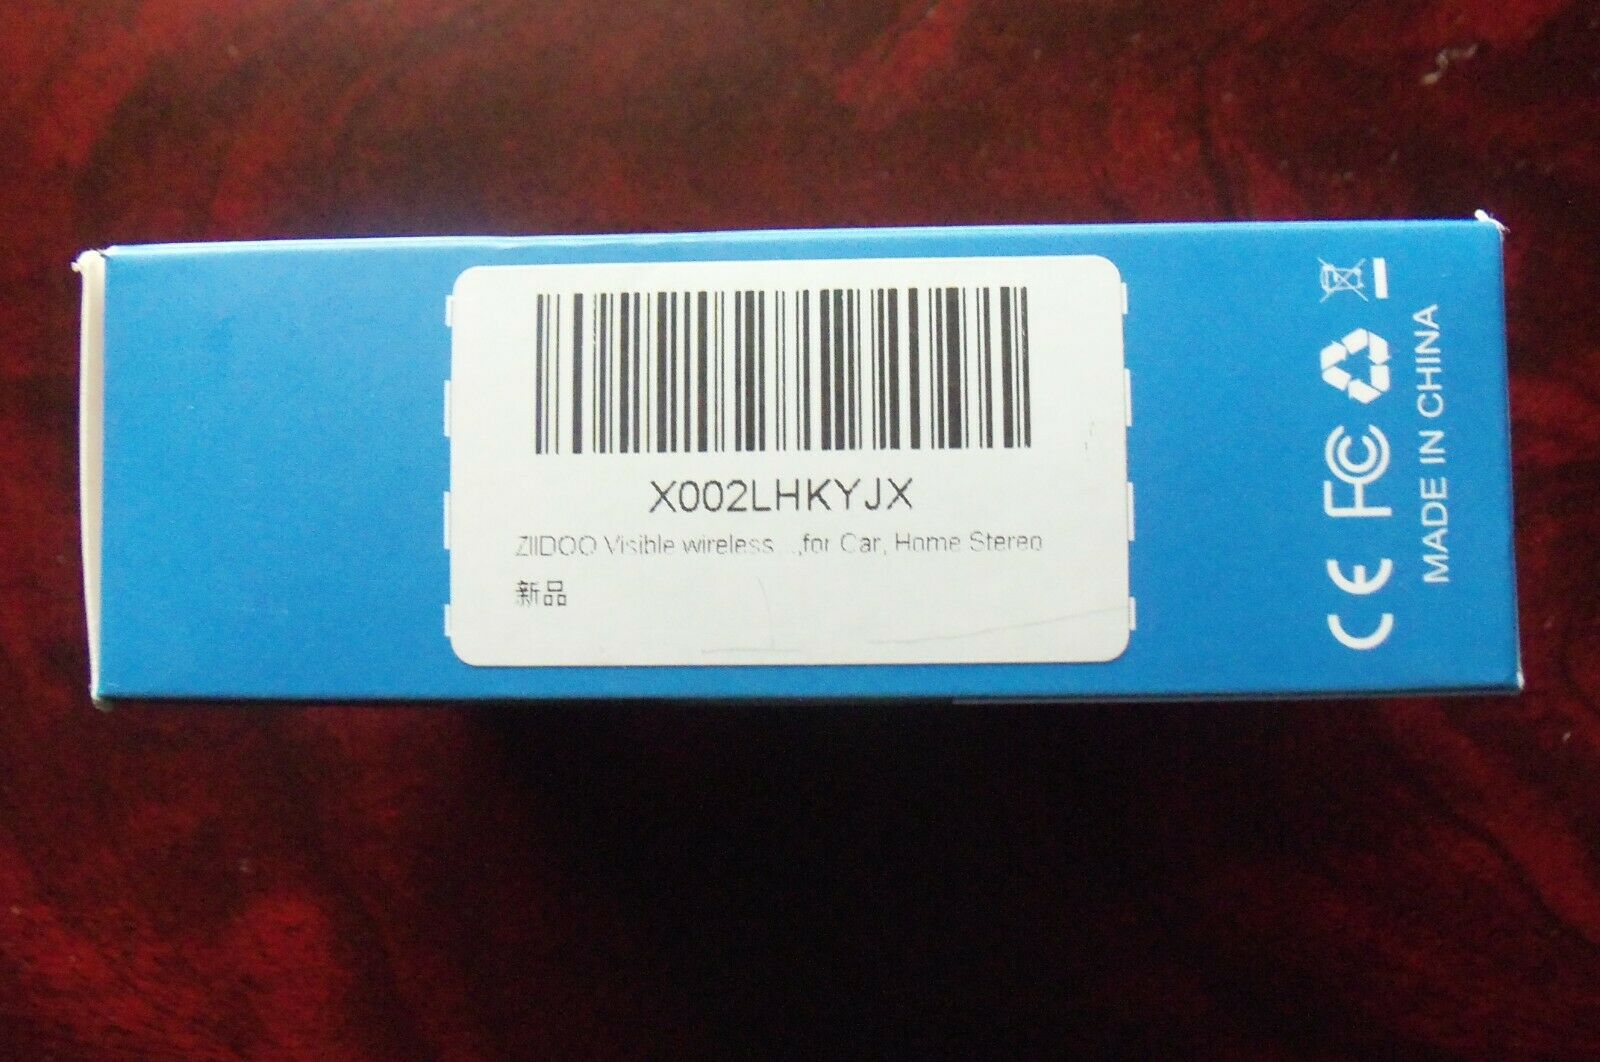 X002LHKYJX
ZIIDOO Visible wireless ...,for Car, Home Stereo
新品
CE FC
MADE IN CHINA